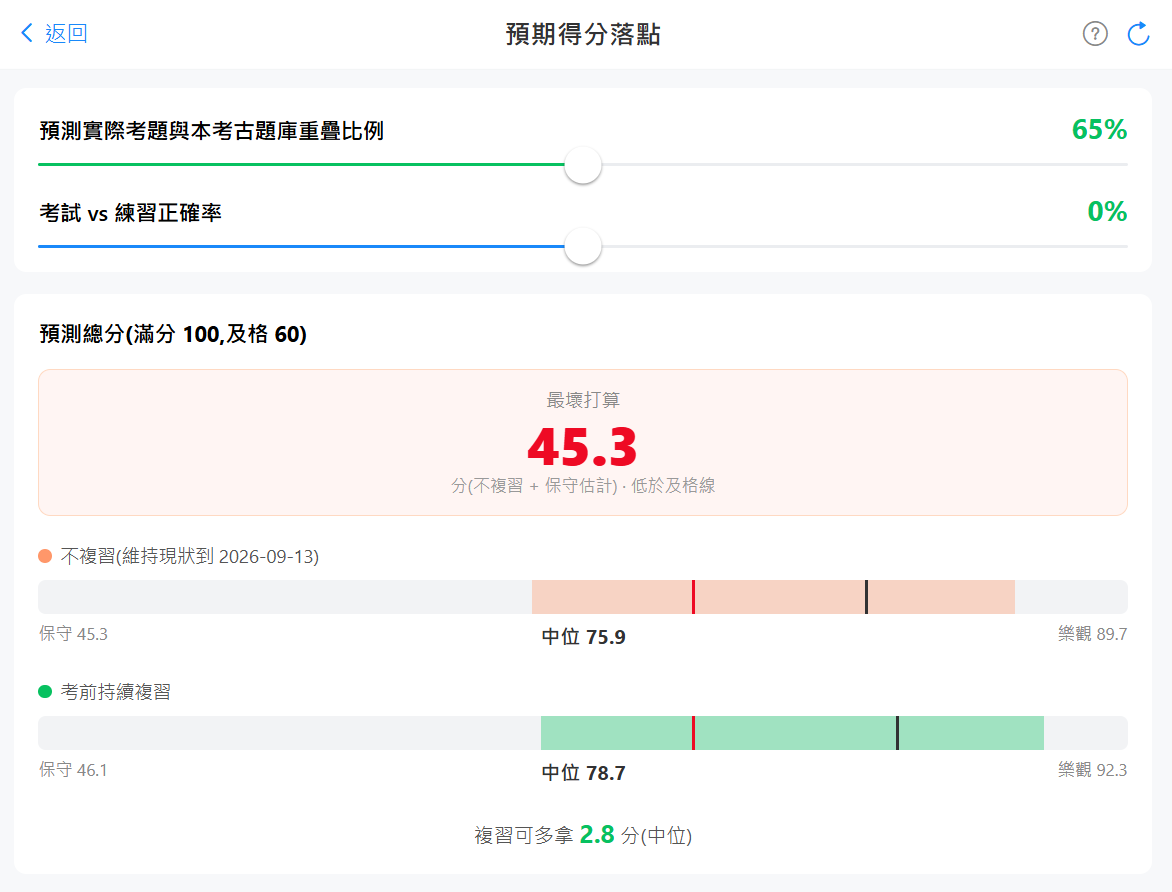 返回
預期得分落點
?
預測實際考題與本考古題庫重疊比例
65%
考試 vs 練習正確率
0%
預測總分(滿分 100,及格 60)
最壞打算
45.3
分(不複習 + 保守估計) · 低於及格線
不複習(維持現狀到 2026-09-13)
保守 45.3
中位 75.9
樂觀 89.7
考前持續複習
保守 46.1
中位 78.7
樂觀 92.3
複習可多拿 2.8 分(中位)